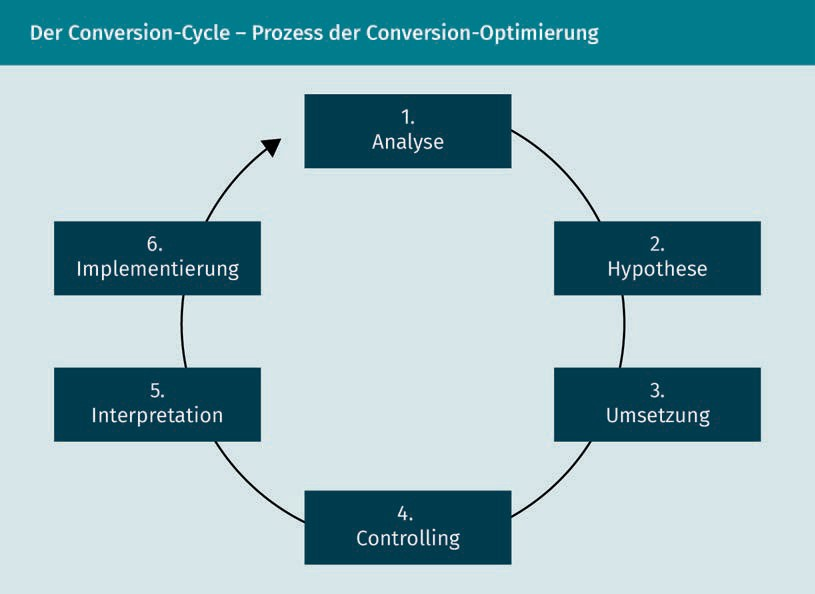 Der Conversion-Cycle – Prozess der Conversion-Optimierung
1.
Analyse
2.
Hypothese
3.
Umsetzung
4.
Controlling
5.
Interpretation
6.
Implementierung